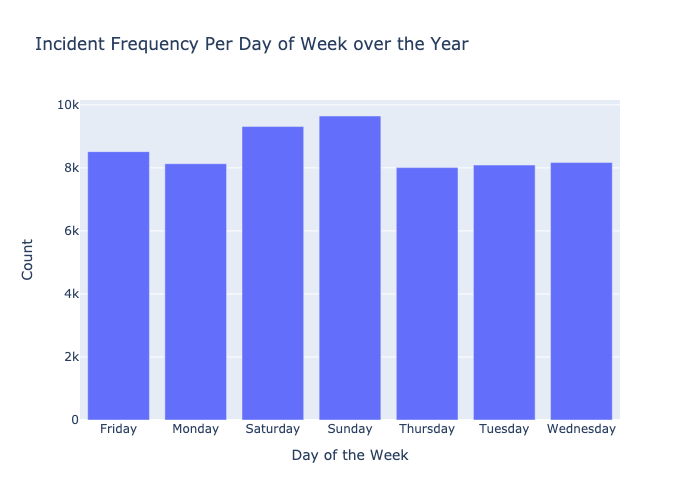 Incident Frequency Per Day of Week over the Year
10k
8k
6k
4k
2k
0
Count
Friday Monday Saturday Sunday Thursday Tuesday Wednesday
Day of the Week